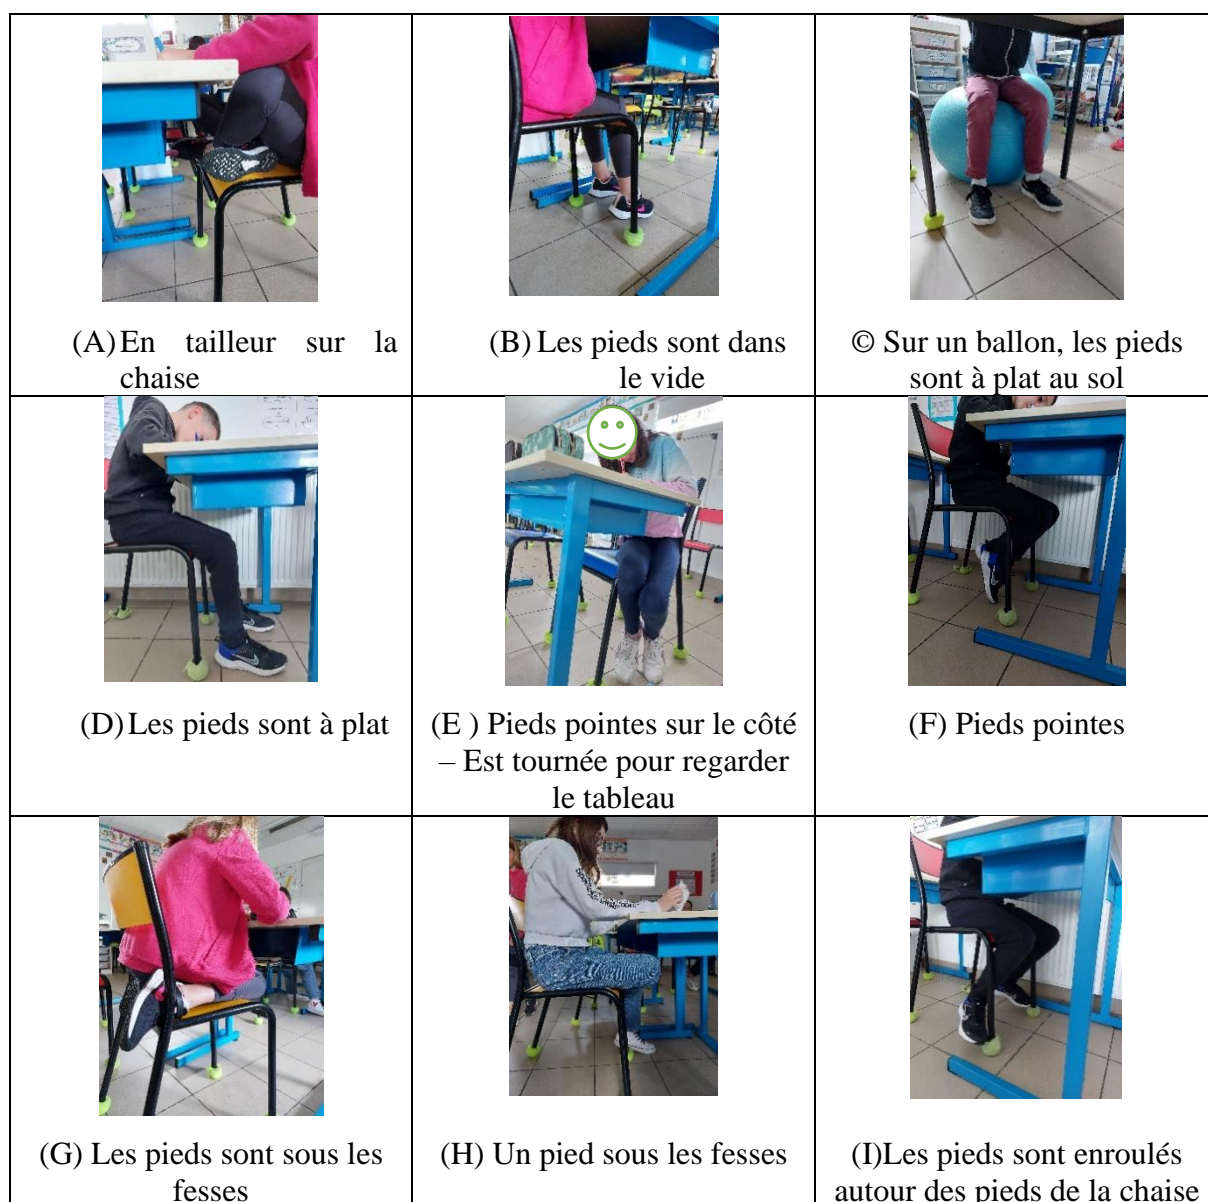 (A) En tailleur sur la
chaise
(B) Les pieds sont dans
le vide
© Sur un ballon, les pieds
sont à plat au sol
(D) Les pieds sont à plat
(E ) Pieds pointes sur le côté
– Est tournée pour regarder
le tableau
(F) Pieds pointes
(G) Les pieds sont sous les
fesses
(H) Un pied sous les fesses
(I)Les pieds sont enroulés
autour des pieds de la chaise